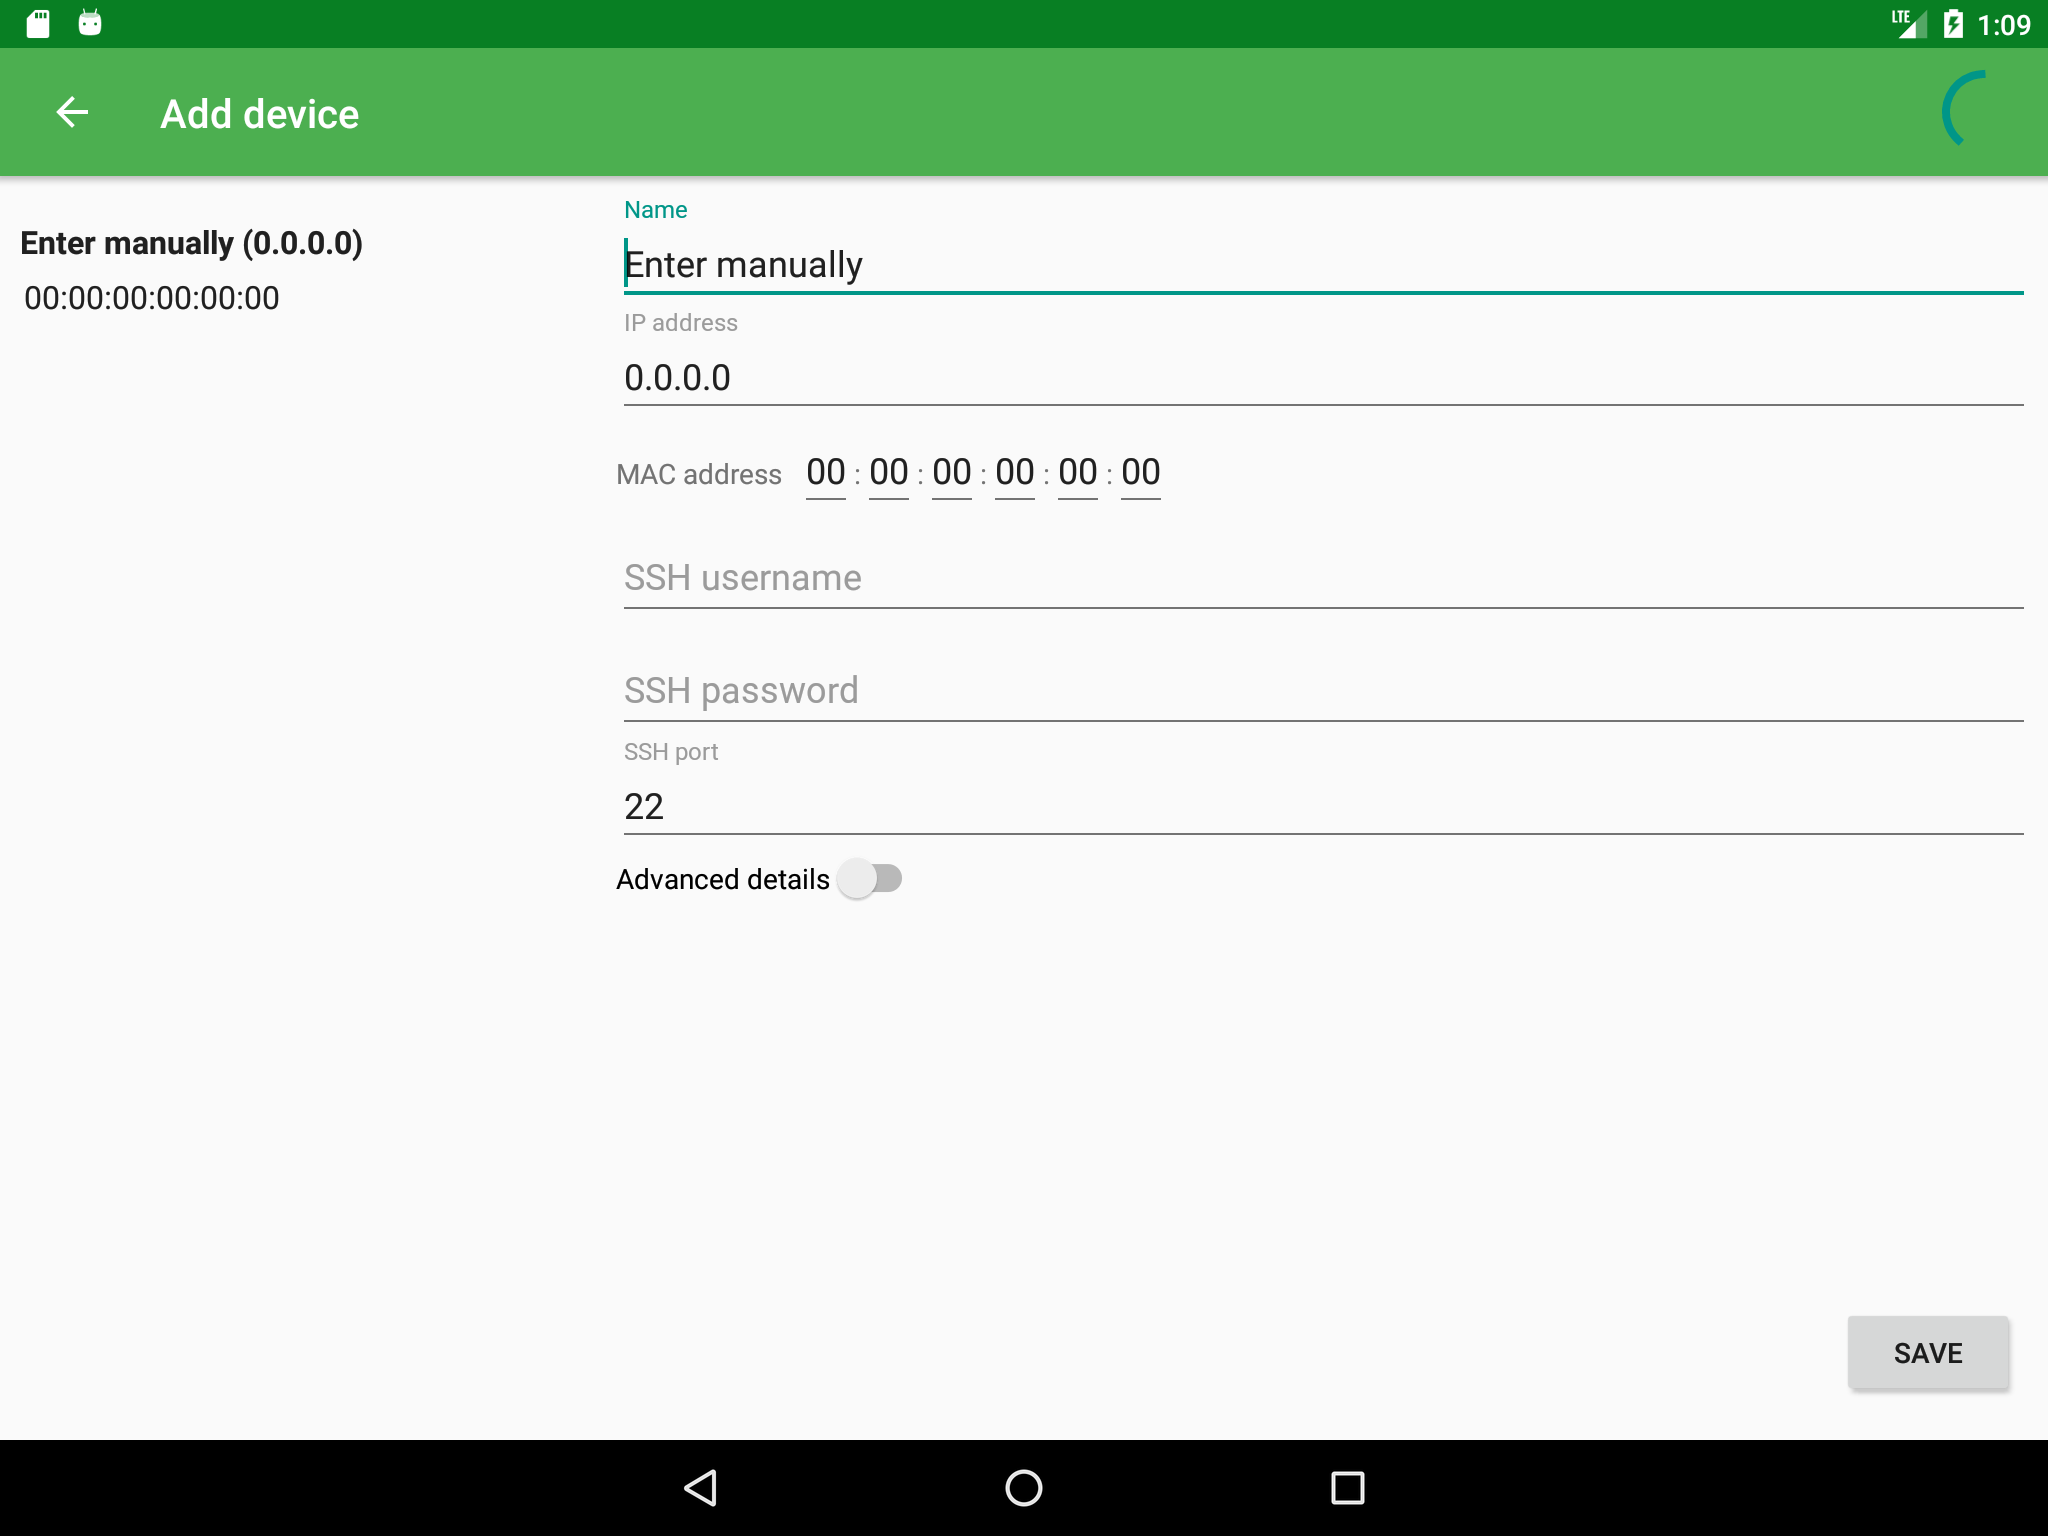 LTE 1:09
Add device
Enter manually (0.0.0.0)
00:00:00:00:00:00
Name
Enter manually
IP address
0.0.0.0
MAC address 00 : 00 : 00 : 00 : 00 : 00
SSH username
SSH password
SSH port
22
Advanced details
SAVE